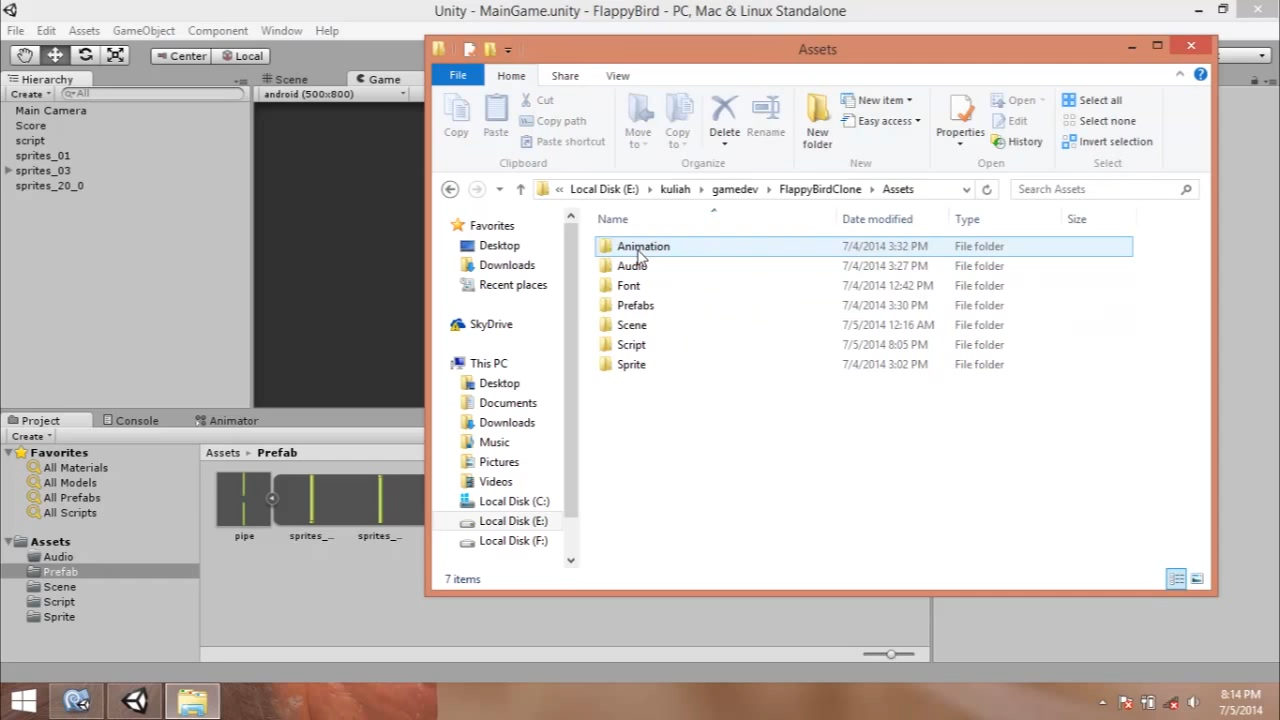 Unity - MainGame.unity - FlappyBird - PC, Mac & Linux Standalone
File Edit Assets GameObject Component Window Help
Center Local
Hierarchy
Create All
Main Camera
Score
script
sprites_01
sprites_03
sprites_20_0
Scene Game
android (500x800)
Assets
File Home Share View
Copy
Paste
Cut
Copy path
Paste shortcut
Clipboard
Move to
Copy to
Delete
Rename
Organize
New folder
New item
Easy access
New
Properties
Open
Edit
History
Open
Select all
Select none
Invert selection
Select
« Local Disk (E:) kuliah gamedev FlappyBirdClone Assets
Search Assets
Favorites
Desktop
Downloads
Recent places
SkyDrive
This PC
Desktop
Documents
Downloads
Music
Pictures
Videos
Local Disk (C:)
Local Disk (E:)
Local Disk (F:)
Name Date modified Type Size
Animation 7/4/2014 3:32 PM File folder
Audio 7/4/2014 3:27 PM File folder
Font 7/4/2014 12:42 PM File folder
Prefabs 7/4/2014 3:30 PM File folder
Scene 7/5/2014 12:16 AM File folder
Script 7/5/2014 8:05 PM File folder
Sprite 7/4/2014 3:02 PM File folder
7 items
Project Console Animator
Create
Favorites
All Materials
All Models
All Prefabs
All Scripts
Assets
Audio
Prefab
Scene
Script
Sprite
Assets Prefab
pipe sprites_... sprites_...
8:14 PM
7/5/2014